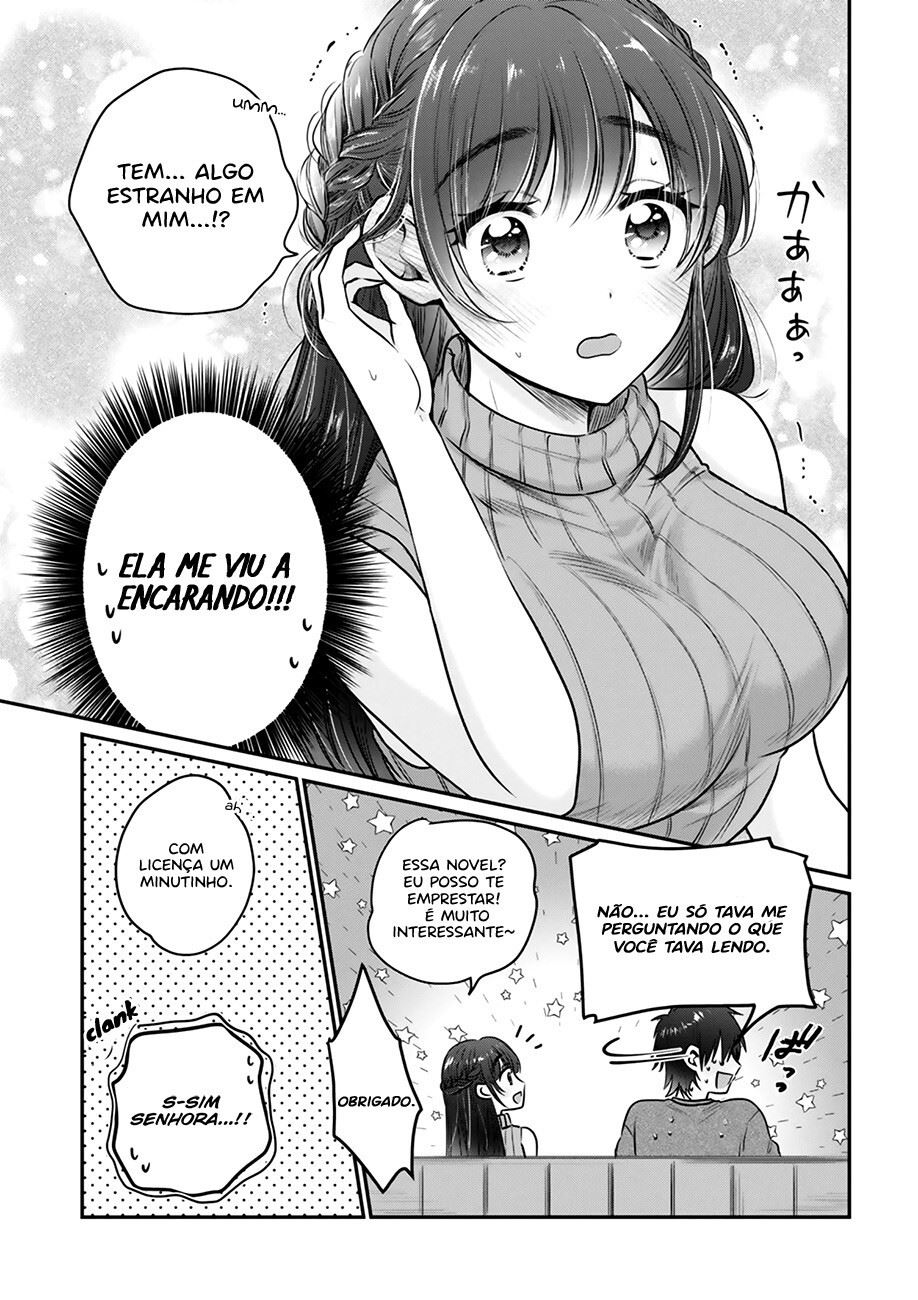 umm...
TEM... ALGO
ESTRANHO EM
MIM...!?
かあああっ
ELA ME VIU A
ENCARANDO!!!
NÃO... EU SÓ TAVA ME
PERGUNTANDO O QUE
VOCÊ TAVA LENDO.
ESSA NOVEL?
EU POSSO TE
EMPRESTAR!
É MUITO
INTERESSANTE~
OBRIGADO.
ah
COM
LICENÇA UM
MINUTINHO.
clank
S-SIM
SENHORA...!!